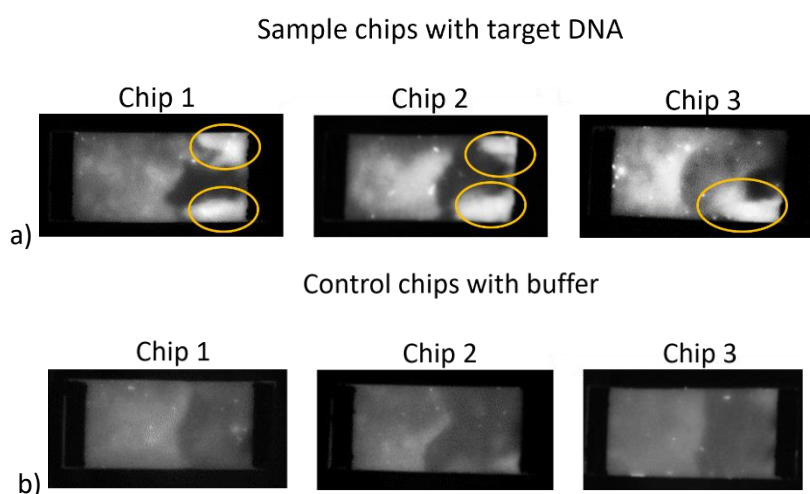 Sample chips with target DNA
Chip 1 Chip 2 Chip 3
a)
Control chips with buffer
Chip 1 Chip 2 Chip 3
b)